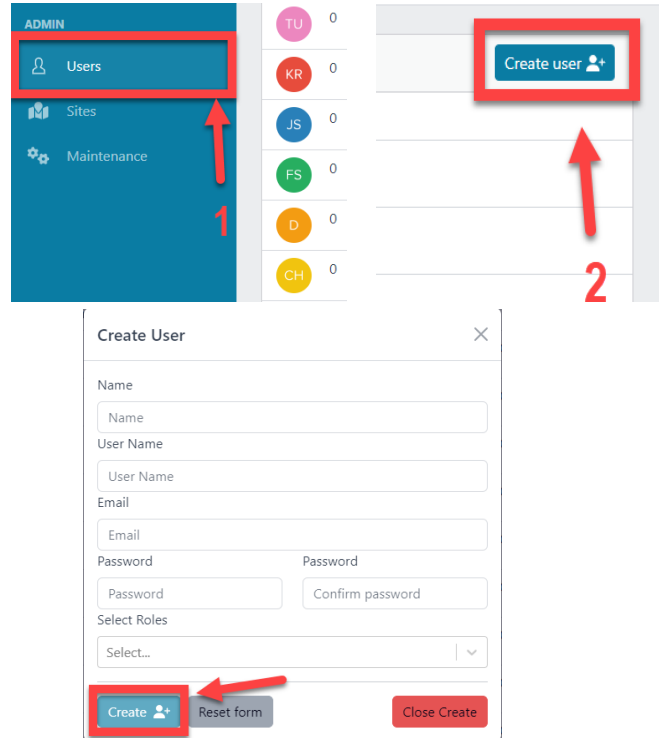 ADMIN
Users
Sites
Maintenance
1
TU 0
KR 0
JS 0
FS 0
D 0
CH 0
Create user
2
Create User
Name
Name
User Name
User Name
Email
Email
Password Password
Password Confirm password
Select Roles
Select...
Create Reset form Close Create